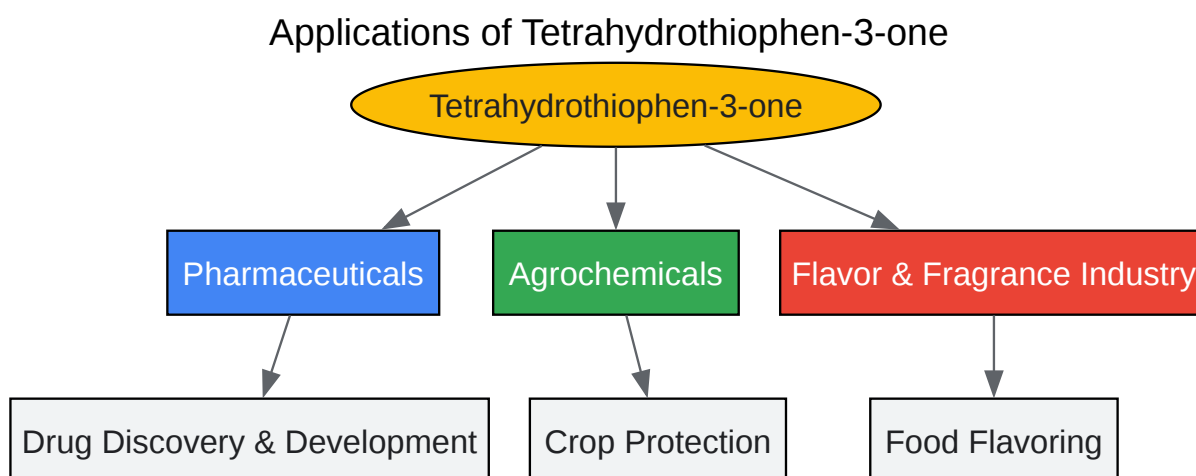 Applications of Tetrahydrothiophen-3-one
Tetrahydrothiophen-3-one
Pharmaceuticals
Agrochemicals
Flavor & Fragrance Industry
Drug Discovery & Development
Crop Protection
Food Flavoring